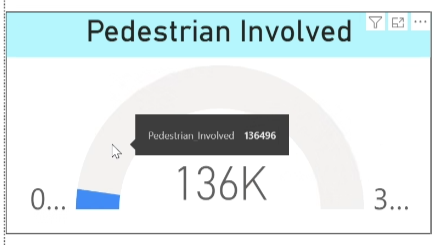 Pedestrian Involved
Pedestrian Involved 136496
136K
0...
3...